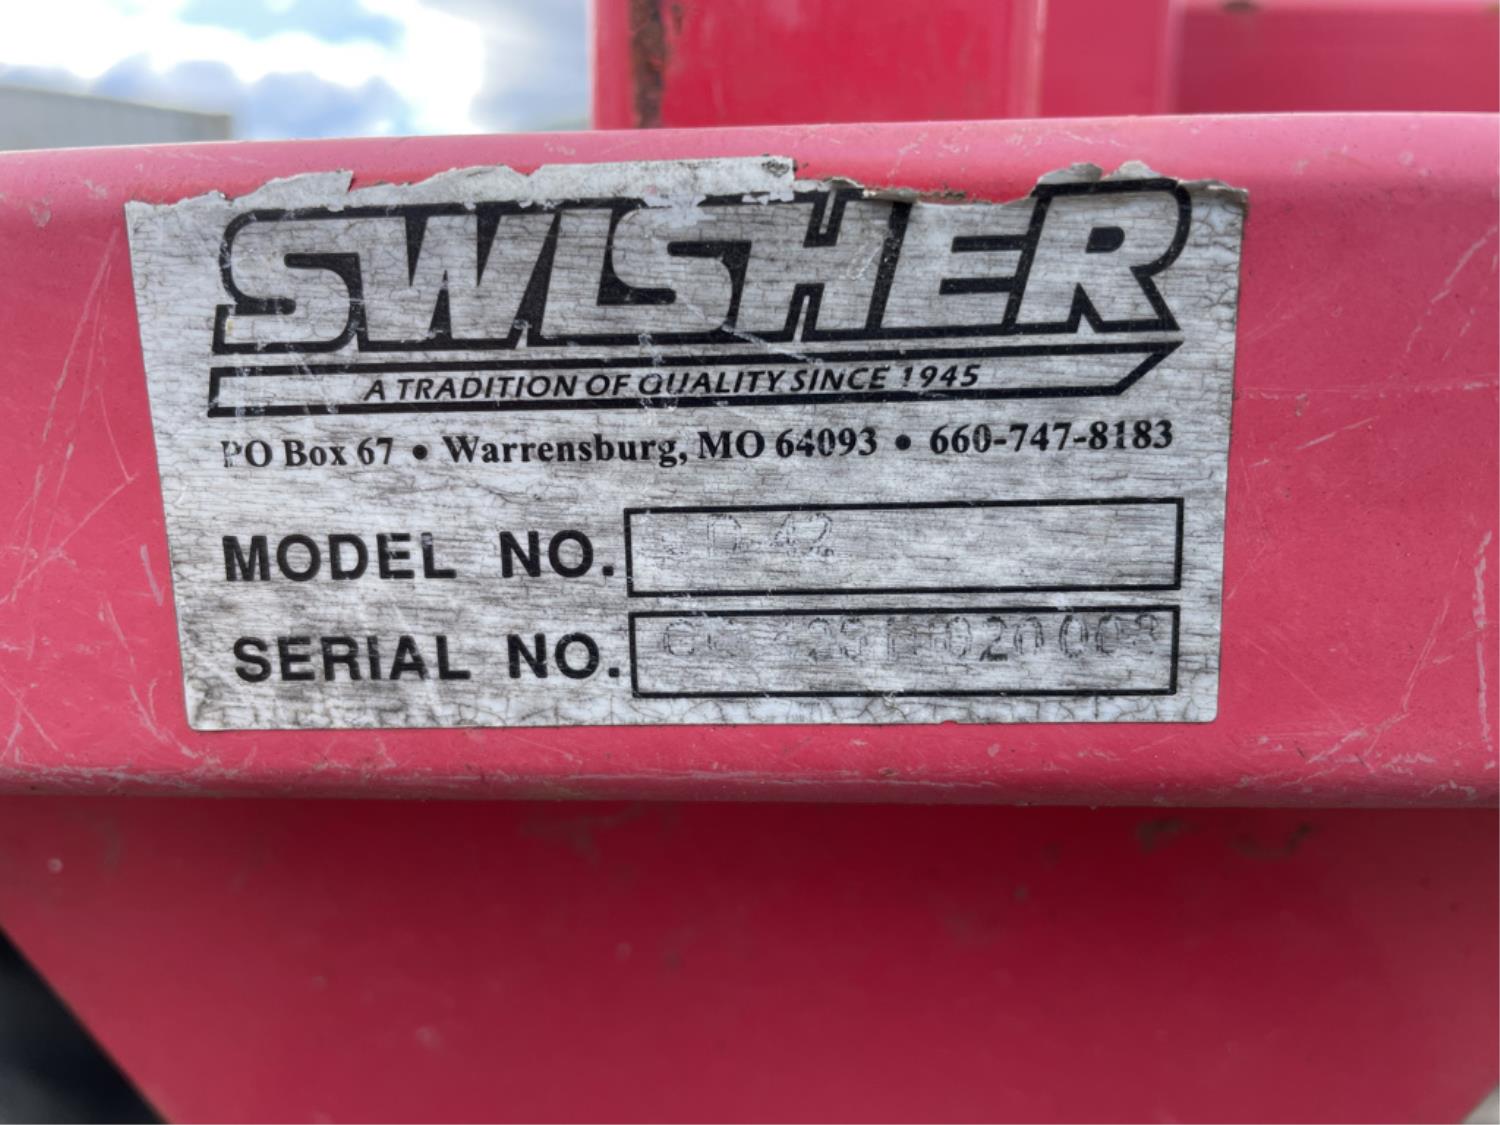 SWISHER
A TRADITION OF QUALITY SINCE 1945
PO Box 67 • Warrensburg, MO 64093 • 660-747-8183
MODEL NO.
SERIAL NO.